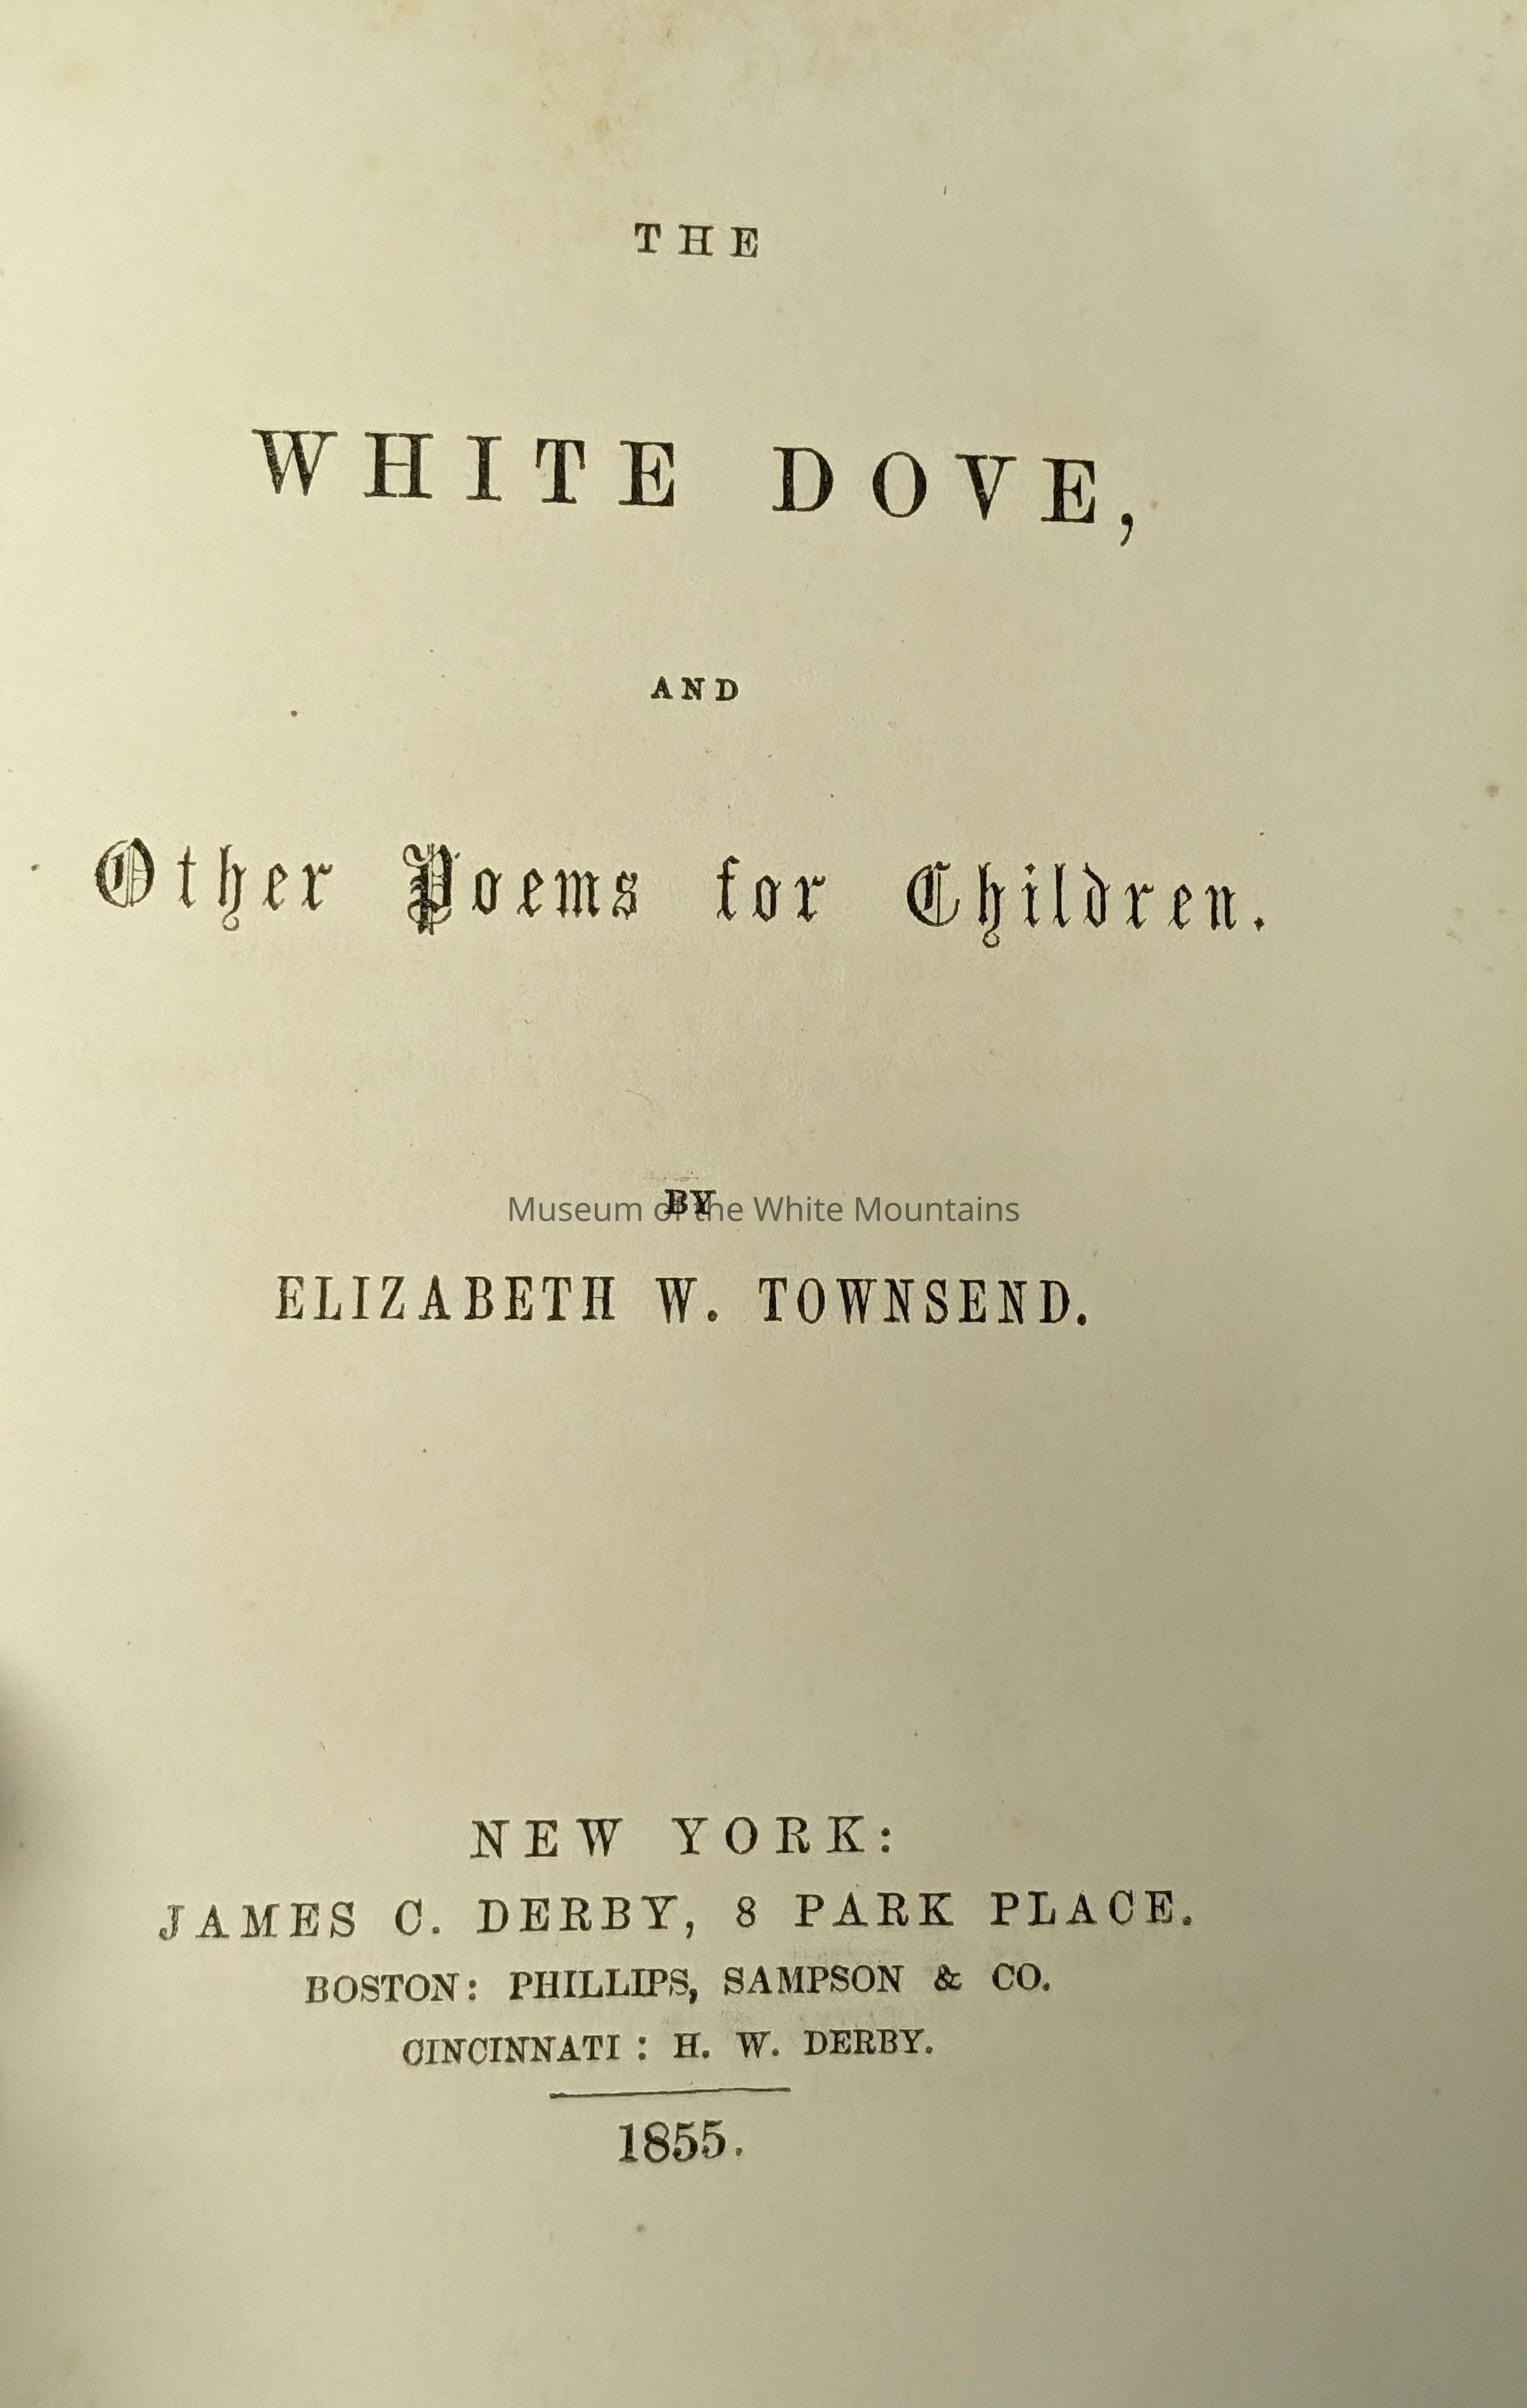 THE
WHITE DOVE,
AND
Other Poems for Children.
BY
Museum of the White Mountains
ELIZABETH W. TOWNSEND.
NEW YORK:
JAMES C. DERBY, 8 PARK PLACE.
BOSTON: PHILLIPS, SAMPSON & CO.
CINCINNATI: H. W. DERBY.
1855.